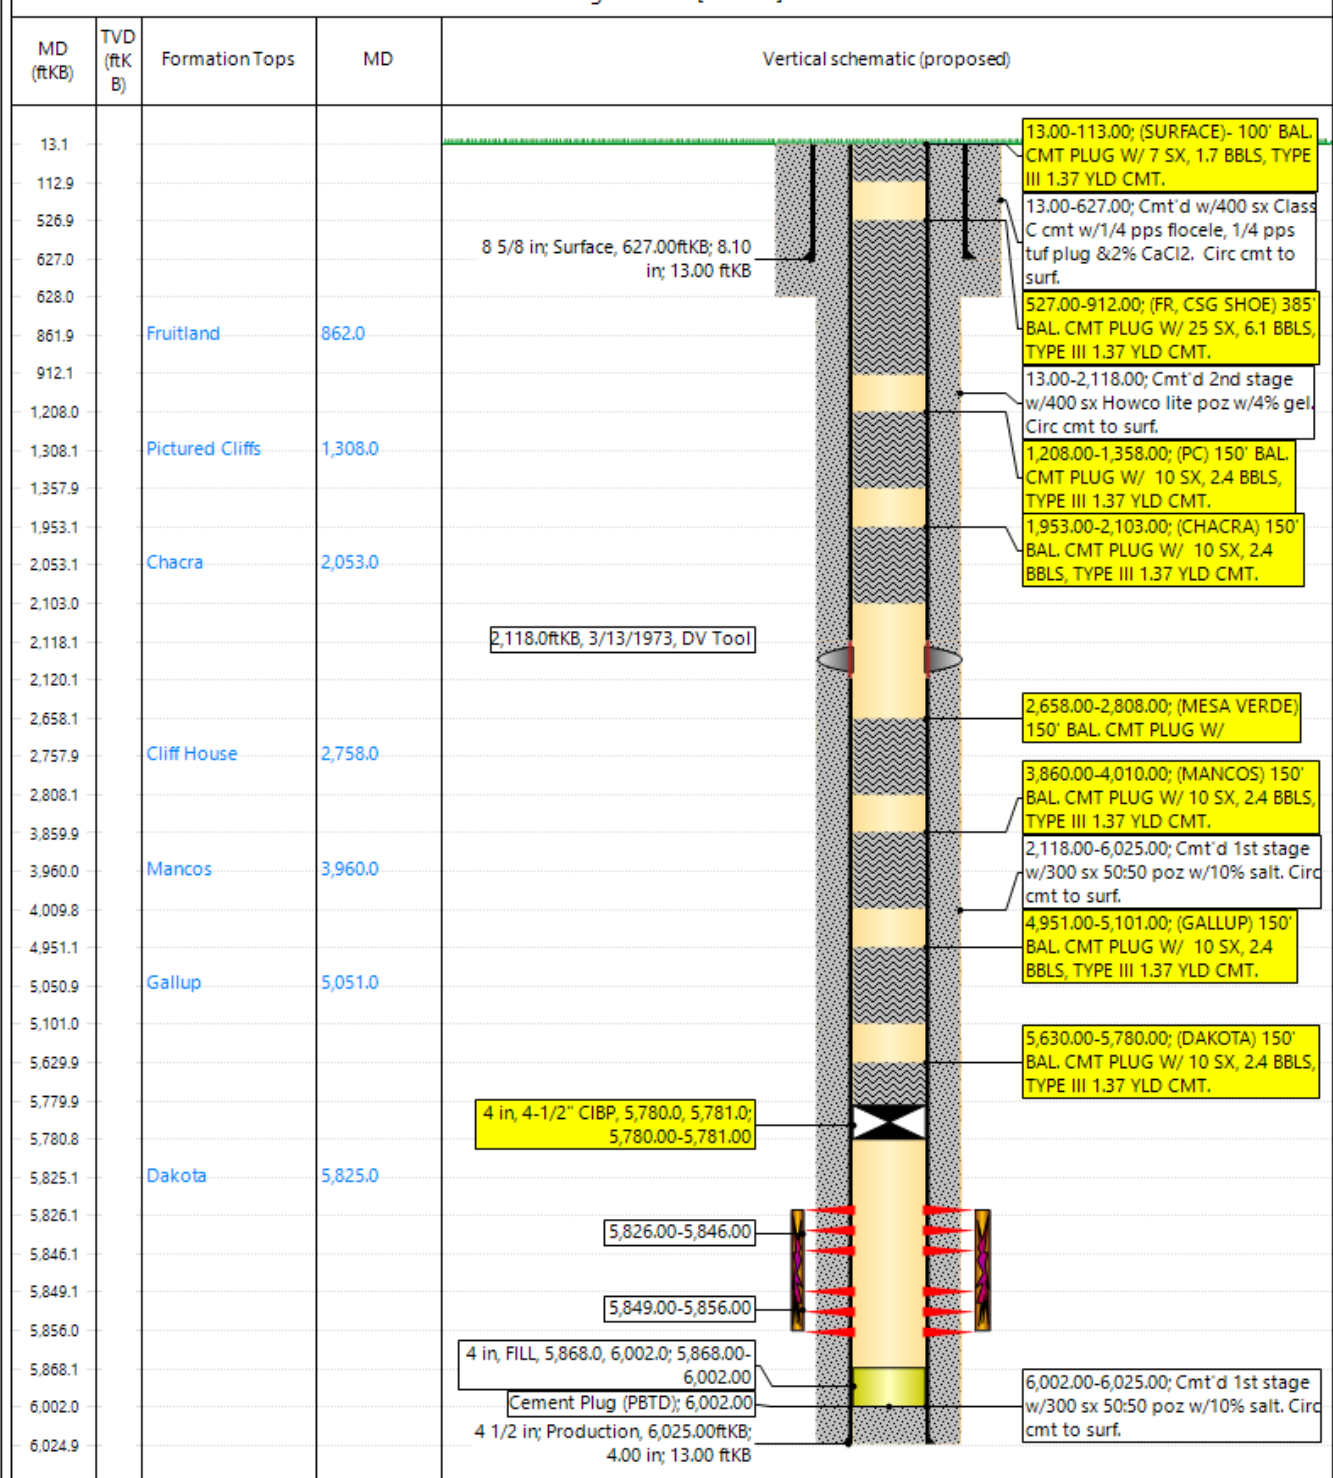 MD
(ftKB)
TVD
(ftK
B)
Formation Tops
MD
Vertical schematic (proposed)
13.1
112.9
526.9
627.0
628.0
861.9
912.1
1,208.0
1,308.1
1,357.9
1,953.1
2,053.1
2,103.0
2,118.1
2,120.1
2,658.1
2,757.9
2,808.1
3,859.9
3,960.0
4,009.8
4,951.1
5,050.9
5,101.0
5,629.9
5,779.9
5,780.8
5,825.1
5,826.1
5,846.1
5,849.1
5,856.0
5,868.1
6,002.0
6,024.9
Fruitland 862.0
Pictured Cliffs 1,308.0
Chacra 2,053.0
Cliff House 2,758.0
Mancos 3,960.0
Gallup 5,051.0
Dakota 5,825.0
8 5/8 in; Surface, 627.00ftKB; 8.10
in; 13.00 ftKB
2,118.0ftKB, 3/13/1973, DV Tool
4 in, 4-1/2" CIBP, 5,780.0, 5,781.0;
5,780.00-5,781.00
5,826.00-5,846.00
5,849.00-5,856.00
4 in, FILL, 5,868.0, 6,002.0; 5,868.00-
6,002.00
Cement Plug (PBTD); 6,002.00
4 1/2 in; Production, 6,025.00ftKB;
4.00 in; 13.00 ftKB
13.00-113.00; (SURFACE)- 100' BAL.
CMT PLUG W/ 7 SX, 1.7 BBLS, TYPE
III 1.37 YLD CMT.
13.00-627.00; Cmt'd w/400 sx Class
C cmt w/1/4 pps flocele, 1/4 pps
tuf plug &2% CaCl2. Circ cmt to
surf.
527.00-912.00; (FR, CSG SHOE) 385'
BAL. CMT PLUG W/ 25 SX, 6.1 BBLS,
TYPE III 1.37 YLD CMT.
13.00-2,118.00; Cmt'd 2nd stage
w/400 sx Howco lite poz w/4% gel.
Circ cmt to surf.
1,208.00-1,358.00; (PC) 150' BAL.
CMT PLUG W/ 10 SX, 2.4 BBLS,
TYPE III 1.37 YLD CMT.
1,953.00-2,103.00; (CHACRA) 150'
BAL. CMT PLUG W/ 10 SX, 2.4
BBLS, TYPE III 1.37 YLD CMT.
2,658.00-2,808.00; (MESA VERDE)
150' BAL. CMT PLUG W/
3,860.00-4,010.00; (MANCOS) 150'
BAL. CMT PLUG W/ 10 SX, 2.4 BBLS,
TYPE III 1.37 YLD CMT.
2,118.00-6,025.00; Cmt'd 1st stage
w/300 sx 50:50 poz w/10% salt. Circ
cmt to surf.
4,951.00-5,101.00; (GALLUP) 150'
BAL. CMT PLUG W/ 10 SX, 2.4
BBLS, TYPE III 1.37 YLD CMT.
5,630.00-5,780.00; (DAKOTA) 150'
BAL. CMT PLUG W/ 10 SX, 2.4 BBLS,
TYPE III 1.37 YLD CMT.
6,002.00-6,025.00; Cmt'd 1st stage
w/300 sx 50:50 poz w/10% salt. Circ
cmt to surf.